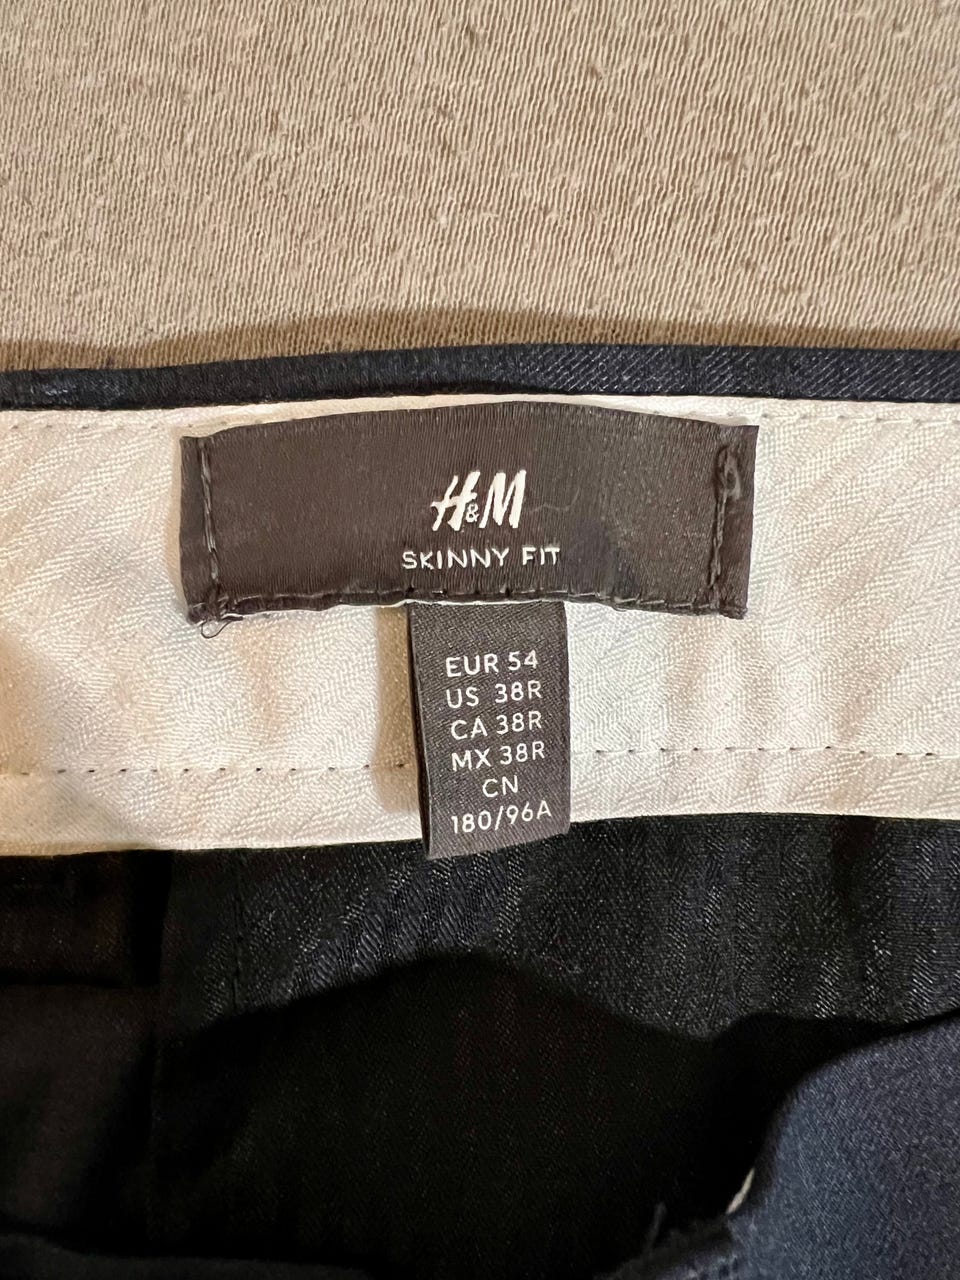 H&M
SKINNY FIT
EUR 54
US 38R
CA 38R
MX 38R
CN
180/96A